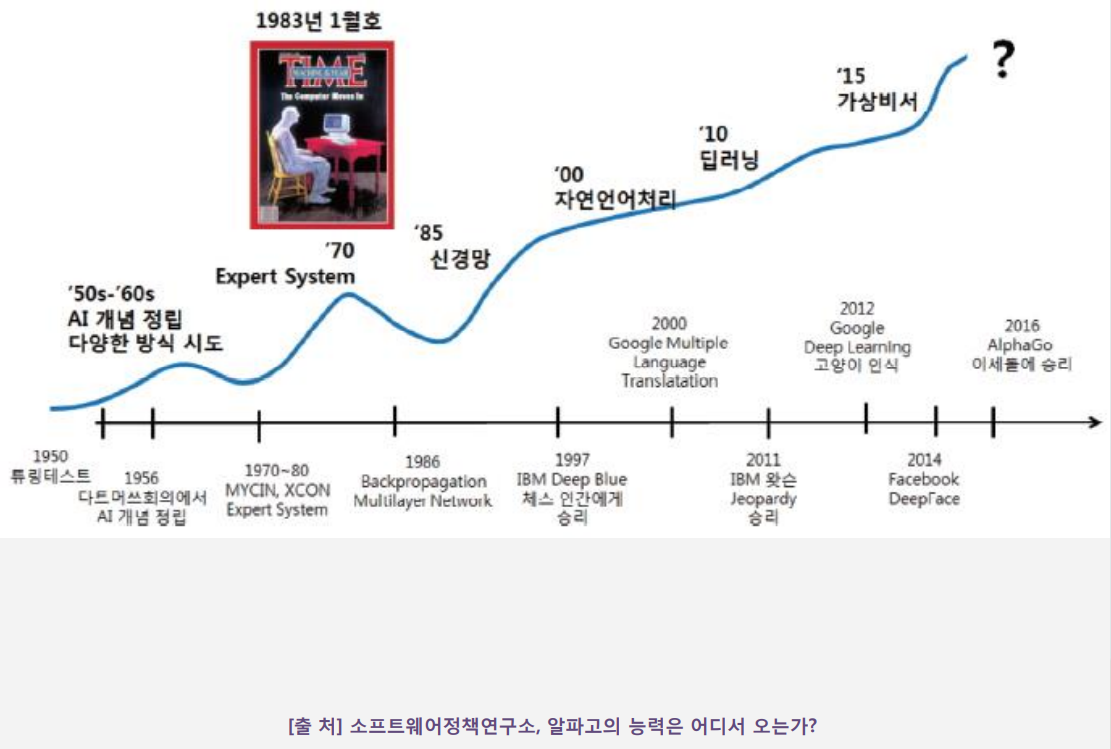 1983년 1월호
TIME
MACHINE OF THE YEAR
The Computer Moves In
'50s-'60s
AI 개념 정립
다양한 방식 시도
'70
Expert System
'85
신경망
'00
자연언어처리
'10
딥러닝
'15
가상비서
?
2000
Google Multiple
Language
Translatation
2012
Google
Deep Learning
고양이 인식
2016
AlphaGo
이세돌에 승리
1950
튜링테스트
1956
다트머쓰회의에서
AI 개념 정립
1970~80
MYCIN, XCON
Expert System
1986
Backpropagation
Multilayer Network
1997
IBM Deep Blue
체스 인간에게
승리
2011
IBM 왓슨
Jeopardy
승리
2014
Facebook
DeepFace
[출 처] 소프트웨어정책연구소, 알파고의 능력은 어디서 오는가?